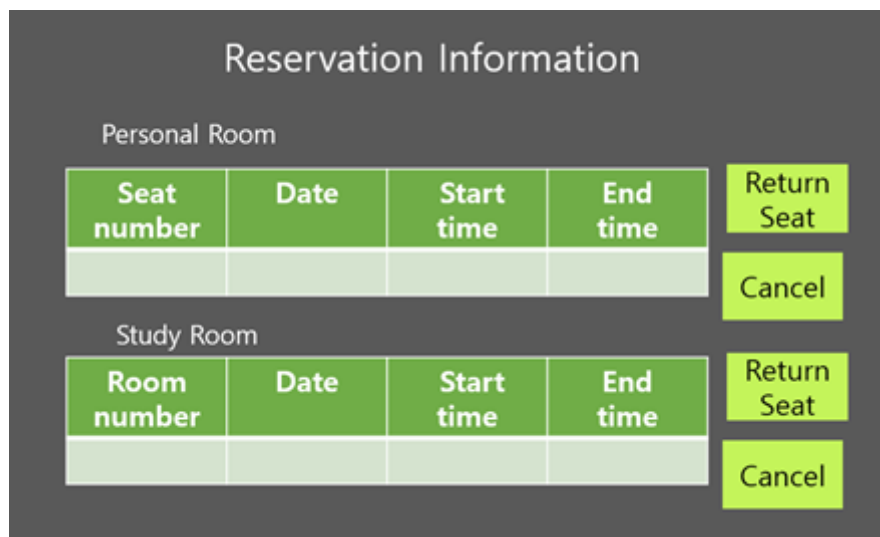 Reservation Information
Personal Room
Seat number Date Start time End time
Return Seat
Cancel
Study Room
Room number Date Start time End time
Return Seat
Cancel